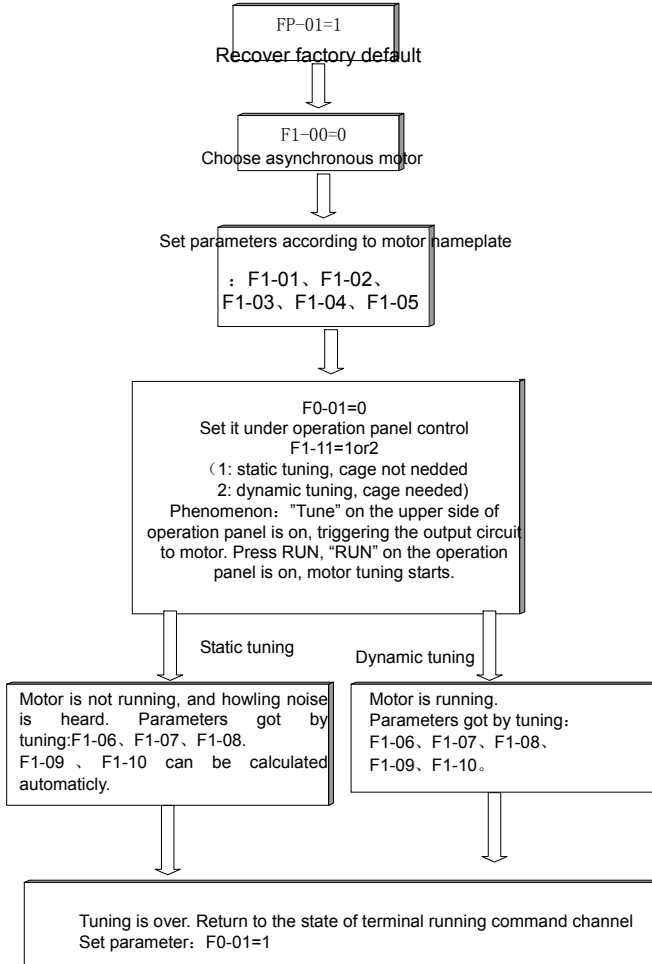 FP-01=1
Recover factory default
F1-00=0
Choose asynchronous motor
Set parameters according to motor nameplate
：F1-01、F1-02、
F1-03、F1-04、F1-05
F0-01=0
Set it under operation panel control
F1-11=1or2
（1: static tuning, cage not nedded
2: dynamic tuning, cage needed)
Phenomenon：”Tune” on the upper side of
operation panel is on, triggering the output circuit
to motor. Press RUN, “RUN” on the operation
panel is on, motor tuning starts.
Static tuning
Dynamic tuning
Motor is not running, and howling noise
is heard. Parameters got by
tuning:F1-06、F1-07、F1-08.
F1-09 、 F1-10 can be calculated
automaticly.
Motor is running.
Parameters got by tuning：
F1-06、F1-07、F1-08、
F1-09、F1-10。
Tuning is over. Return to the state of terminal running command channel
Set parameter：F0-01=1